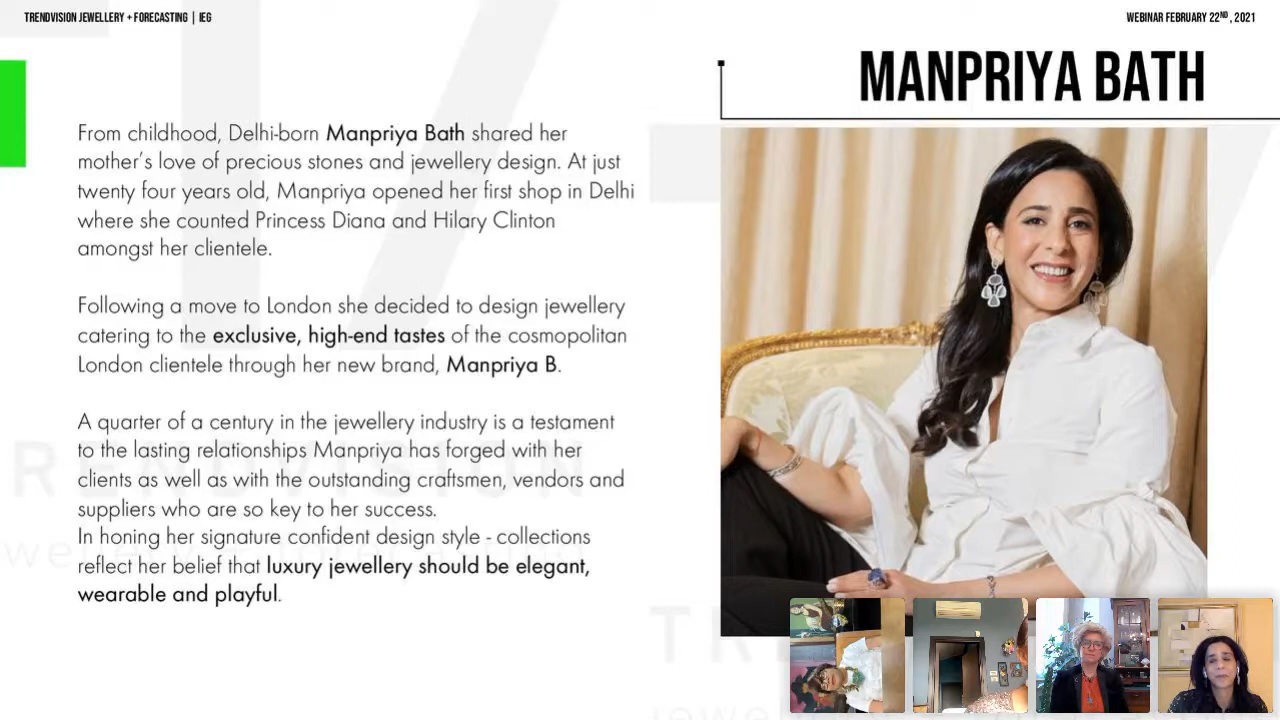 TRENDVISION JEWELLERY + FORECASTING | IEG
WEBINAR FEBRUARY 22ND, 2021
MANPRIYA BATH
From childhood, Delhi-born Manpriya Bath shared her
mother's love of precious stones and jewellery design. At just
twenty four years old, Manpriya opened her first shop in Delhi
where she counted Princess Diana and Hilary Clinton
amongst her clientele.
Following a move to London she decided to design jewellery
catering to the exclusive, high-end tastes of the cosmopolitan
London clientele through her new brand, Manpriya B.
A quarter of a century in the jewellery industry is a testament
to the lasting relationships Manpriya has forged with her
clients as well as with the outstanding craftsmen, vendors and
suppliers who are so key to her success.
In honing her signature confident design style - collections
reflect her belief that luxury jewellery should be elegant,
wearable and playful.